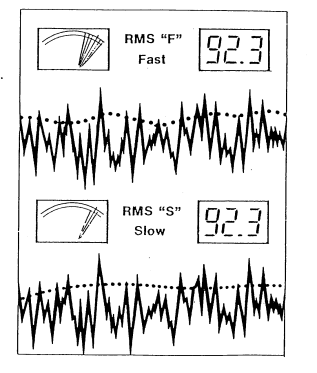 RMS “F”
Fast
92.3
RMS “S”
Slow
92.3